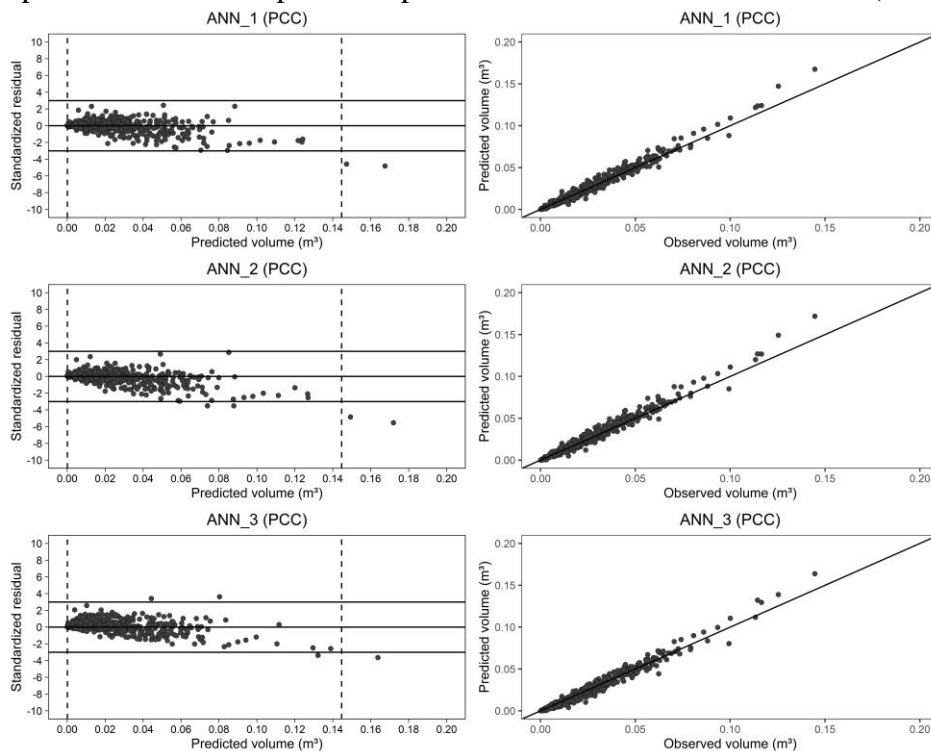 ANN_1 (PCC)
ANN_1 (PCC)
10
8
6
4
2
0
-2
-4
-6
-8
-10
Standardized residual
0.00 0.02 0.04 0.06 0.08 0.10 0.12 0.14 0.16 0.18 0.20
Predicted volume (m³)
0.20
0.15
0.10
0.05
0.00
Predicted volume (m³)
0.00 0.05 0.10 0.15 0.20
Observed volume (m³)
ANN_2 (PCC)
ANN_2 (PCC)
10
8
6
4
2
0
-2
-4
-6
-8
-10
Standardized residual
0.00 0.02 0.04 0.06 0.08 0.10 0.12 0.14 0.16 0.18 0.20
Predicted volume (m³)
0.20
0.15
0.10
0.05
0.00
Predicted volume (m³)
0.00 0.05 0.10 0.15 0.20
Observed volume (m³)
ANN_3 (PCC)
ANN_3 (PCC)
10
8
6
4
2
0
-2
-4
-6
-8
-10
Standardized residual
0.00 0.02 0.04 0.06 0.08 0.10 0.12 0.14 0.16 0.18 0.20
Predicted volume (m³)
0.20
0.15
0.10
0.05
0.00
Predicted volume (m³)
0.00 0.05 0.10 0.15 0.20
Observed volume (m³)